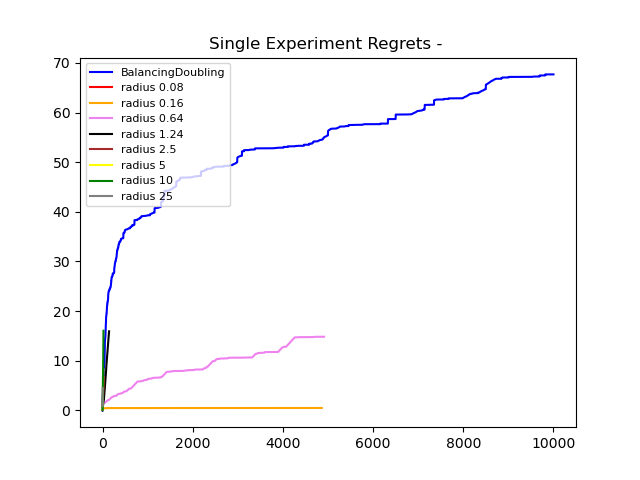 Single Experiment Regrets -
70
60
50
40
30
20
10
0
BalancingDoubling
radius 0.08
radius 0.16
radius 0.64
radius 1.24
radius 2.5
radius 5
radius 10
radius 25
0 2000 4000 6000 8000 10000